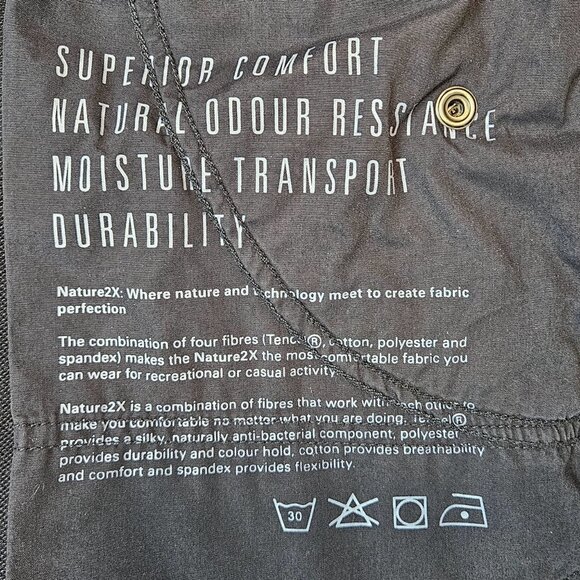 SUPERIOR COMFORT
NATURAL ODOUR RESSTANCE
MOISTURE TRANSPORT
DURABILITY
Nature2X: Where nature and technology meet to create fabric
perfection
The combination of four fibres (Tencel®, cotton, polyester and
spandex) makes the Nature2X the most comfortable fabric you
can wear for recreational or casual activity
Nature2X is a combination of fibres that work with each other to
make you comfortable no matter what you are doing. Tencel®
provides a silky, naturally anti-bacterial component, polyester
provides durability and colour hold, cotton provides breathability
and comfort and spandex provides flexibility.
30